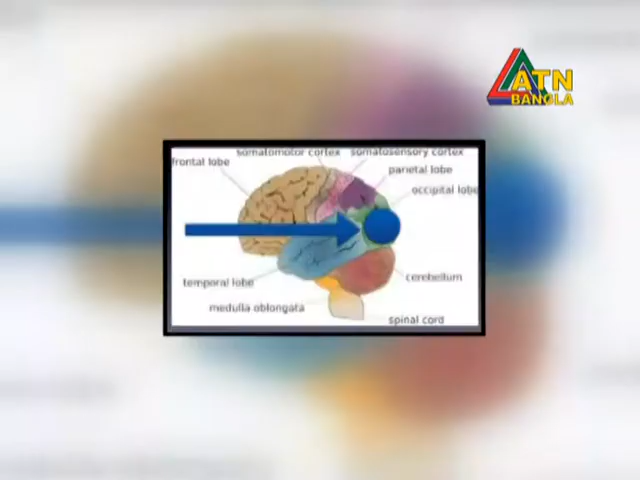 ATN
BANGLA
somatomotor cortex
somatosensory cortex
frontal lobe
parietal lobe
occipital lobe
temporal lobe
cerebellum
medulla oblongata
spinal cord